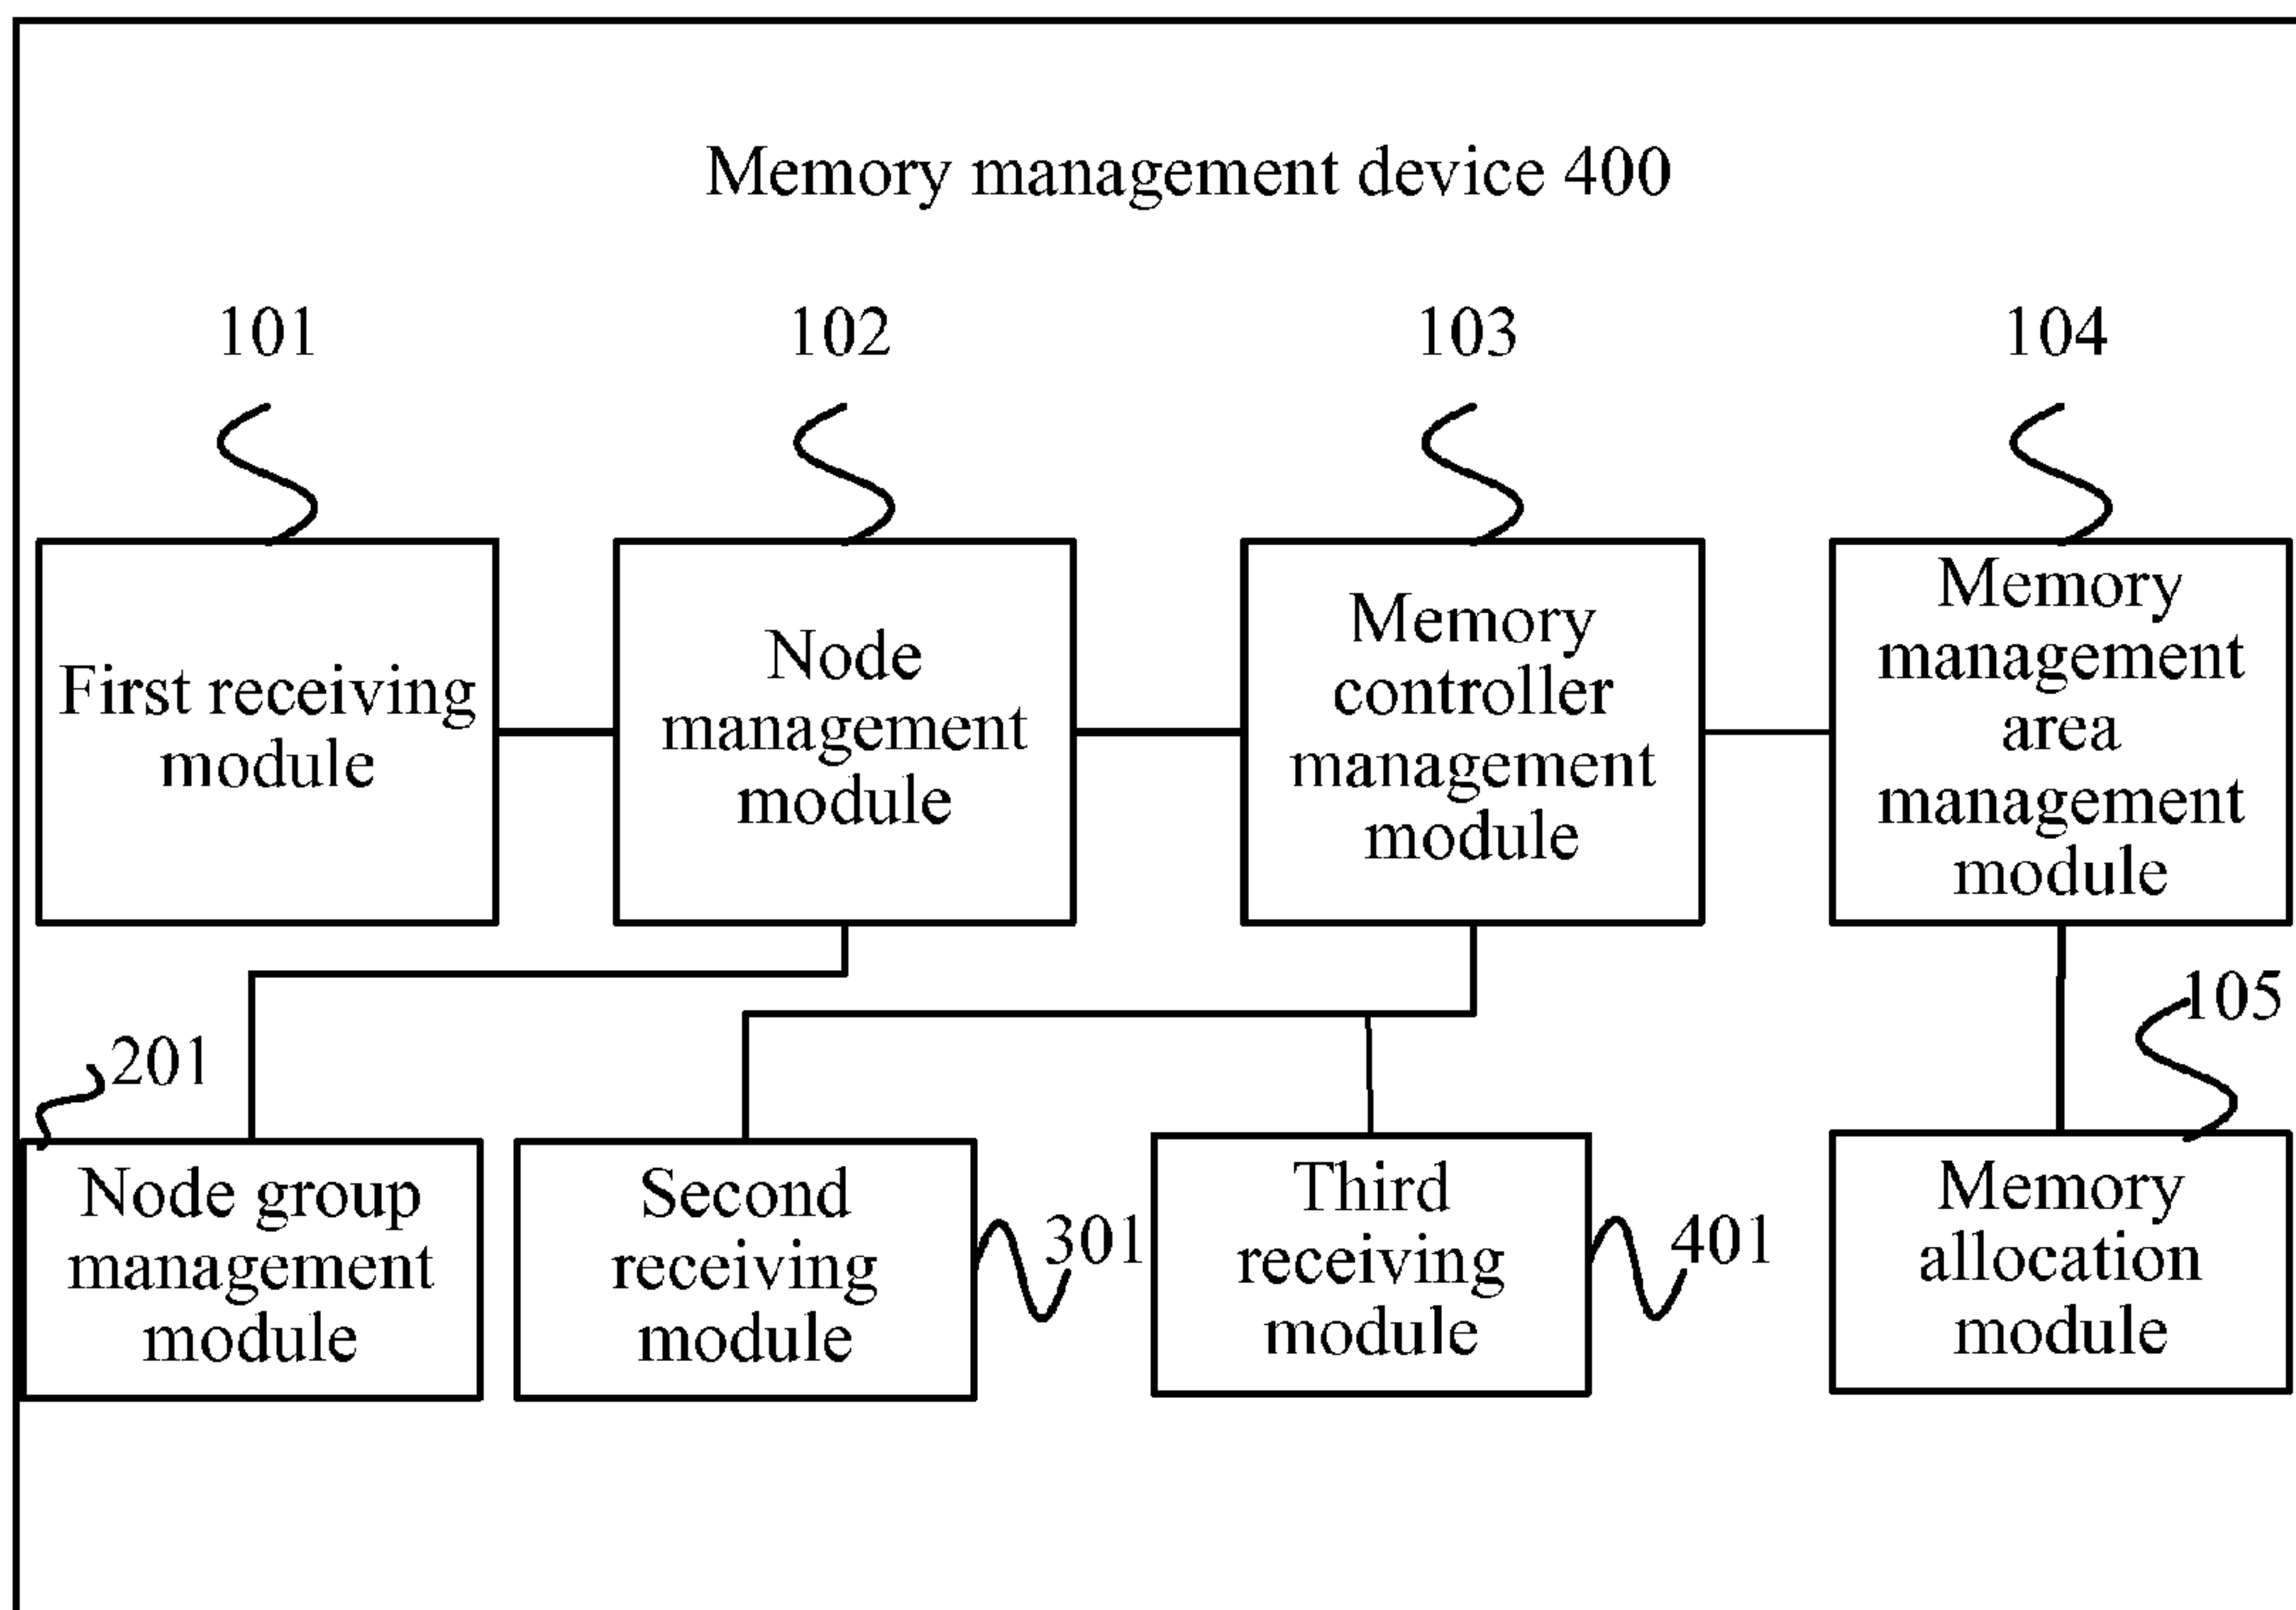 Memory management device 400
101
102
103
104
First receiving
module
Node
management
module
Memory
controller
management
module
Memory
management
area
management
module
105
201
Node group
management
module
Second
receiving
module
301
Third
receiving
module
401
Memory
allocation
module